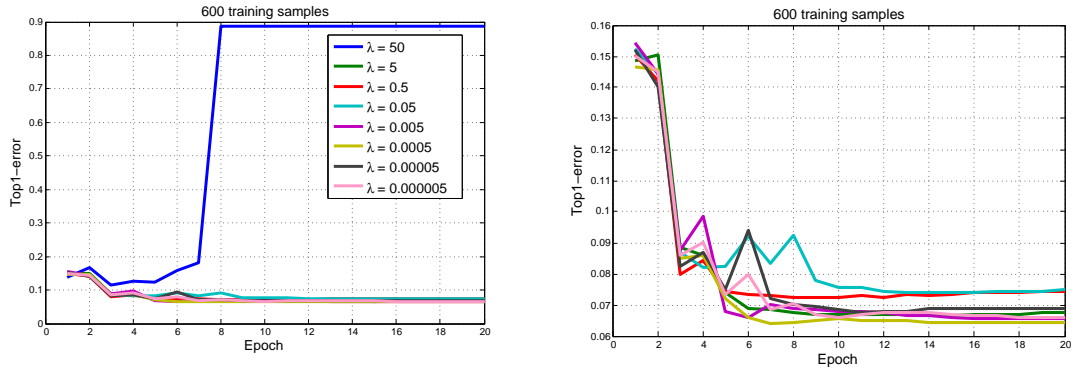 600 training samples
Top1−error
0.9
0.8
0.7
0.6
0.5
0.4
0.3
0.2
0.1
0
λ = 50
λ = 5
λ = 0.5
λ = 0.05
λ = 0.005
λ = 0.0005
λ = 0.00005
λ = 0.000005
0 2 4 6 8 10 12 14 16 18 20
Epoch
600 training samples
Top1−error
0.16
0.15
0.14
0.13
0.12
0.11
0.1
0.09
0.08
0.07
0.06
0 2 4 6 8 10 12 14 16 18 20
Epoch